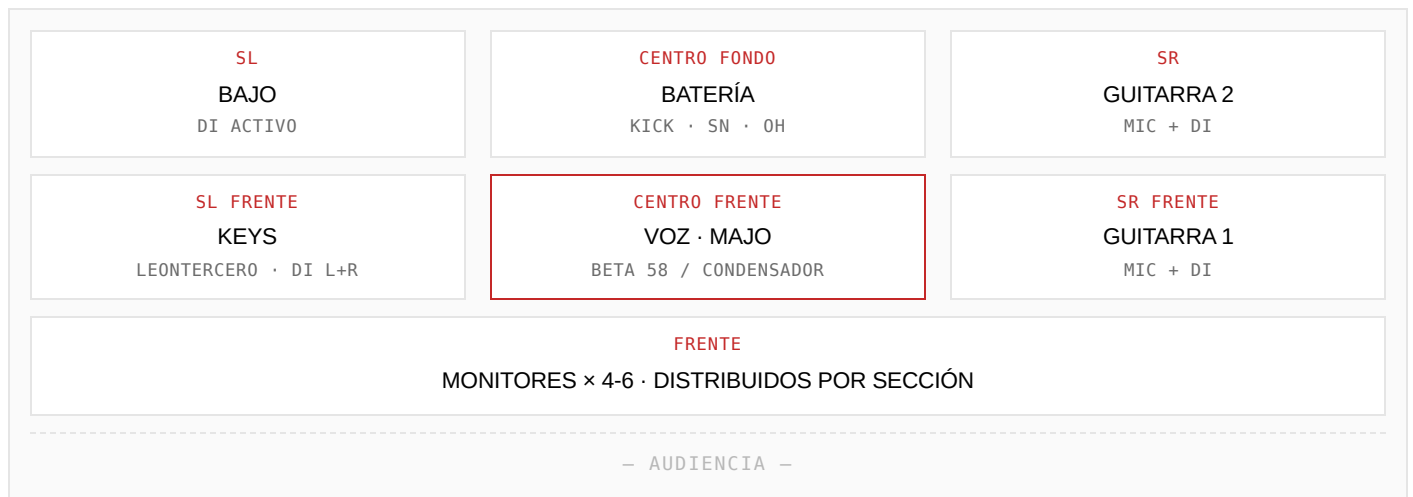 SL
BAJO
DI ACTIVO
CENTRO FONDO
BATERÍA
KICK · SN · OH
SR
GUITARRA 2
MIC + DI
SL FRENTE
KEYS
LEONTERCERO · DI L+R
CENTRO FRENTE
VOZ · MAJO
BETA 58 / CONDENSADOR
SR FRENTE
GUITARRA 1
MIC + DI
FRENTE
MONITORES × 4-6 · DISTRIBUIDOS POR SECCIÓN
— AUDIENCIA —